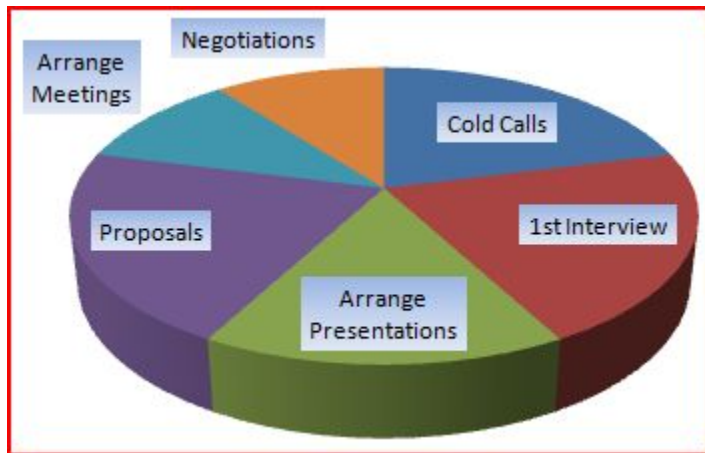 Negotiations
Arrange
Meetings
Cold Calls
1st Interview
Proposals
Arrange
Presentations